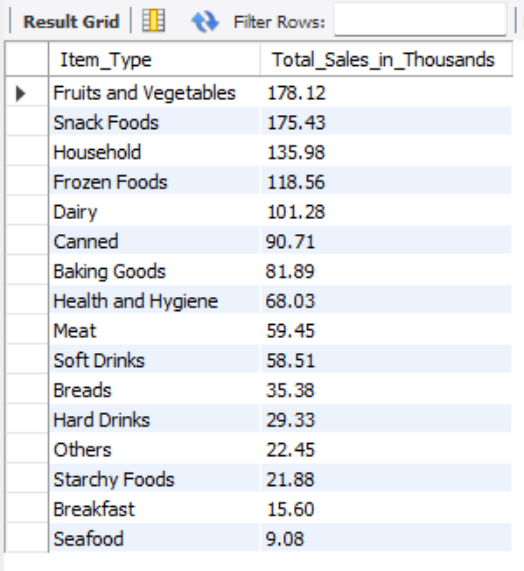 Result Grid Filter Rows:
Item_Type Total_Sales_in_Thousands
Fruits and Vegetables 178.12
Snack Foods 175.43
Household 135.98
Frozen Foods 118.56
Dairy 101.28
Canned 90.71
Baking Goods 81.89
Health and Hygiene 68.03
Meat 59.45
Soft Drinks 58.51
Breads 35.38
Hard Drinks 29.33
Others 22.45
Starchy Foods 21.88
Breakfast 15.60
Seafood 9.08